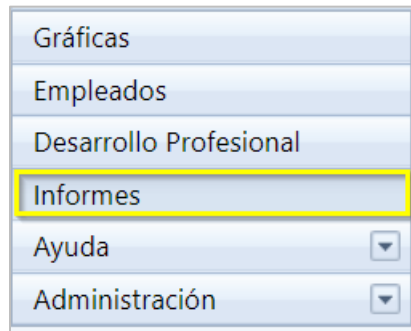 Gráficas
Empleados
Desarrollo Profesional
Informes
Ayuda
Administración